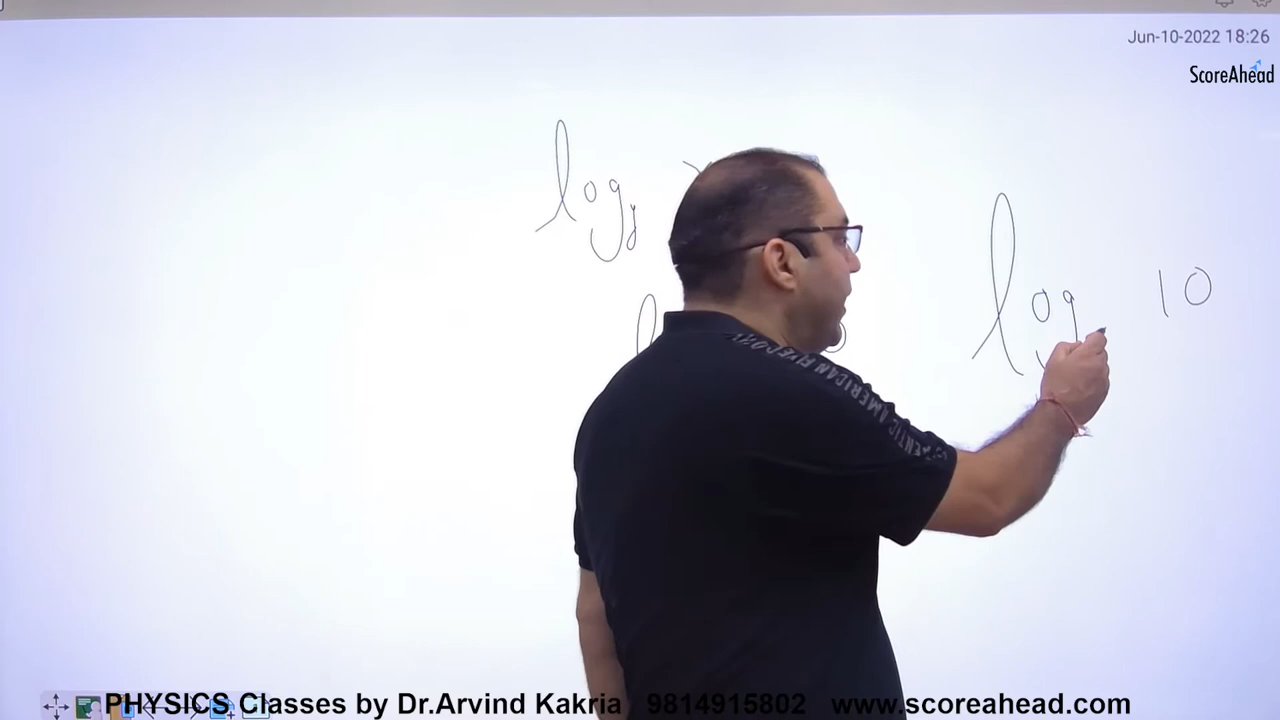 Jun-10-2022 18:26
ScoreAhead
log y
log 10
PHYSICS Classes by Dr.Arvind Kakria 9814915802 www.scoreahead.com